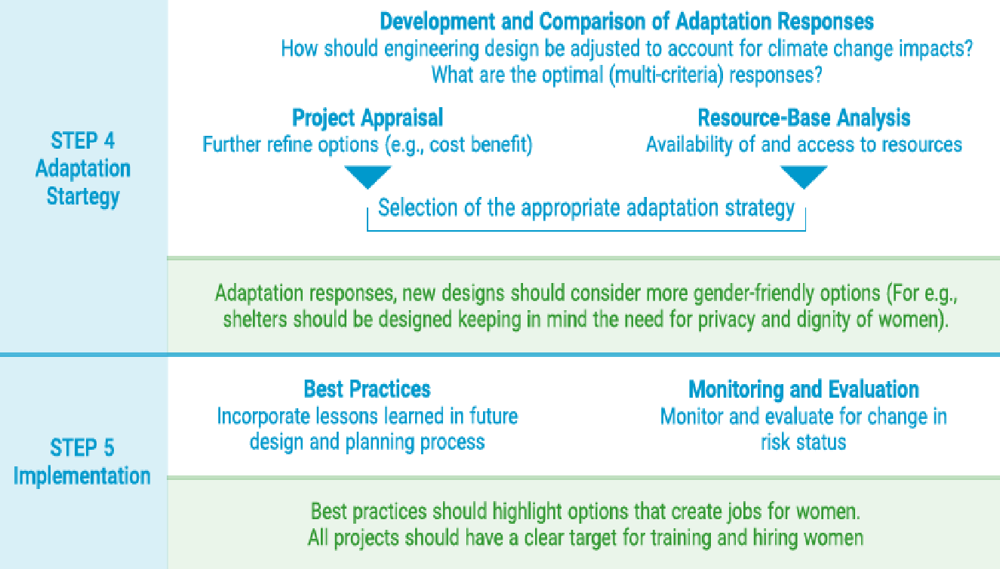 STEP 4
Adaptation
Startegy
Development and Comparison of Adaptation Responses
How should engineering design be adjusted to account for climate change impacts?
What are the optimal (multi-criteria) responses?
Project Appraisal
Further refine options (e.g., cost benefit)
Resource-Base Analysis
Availability of and access to resources
Selection of the appropriate adaptation strategy
Adaptation responses, new designs should consider more gender-friendly options (For e.g.,
shelters should be designed keeping in mind the need for privacy and dignity of women).
STEP 5
Implementation
Best Practices
Incorporate lessons learned in future
design and planning process
Monitoring and Evaluation
Monitor and evaluate for change in
risk status
Best practices should highlight options that create jobs for women.
All projects should have a clear target for training and hiring women